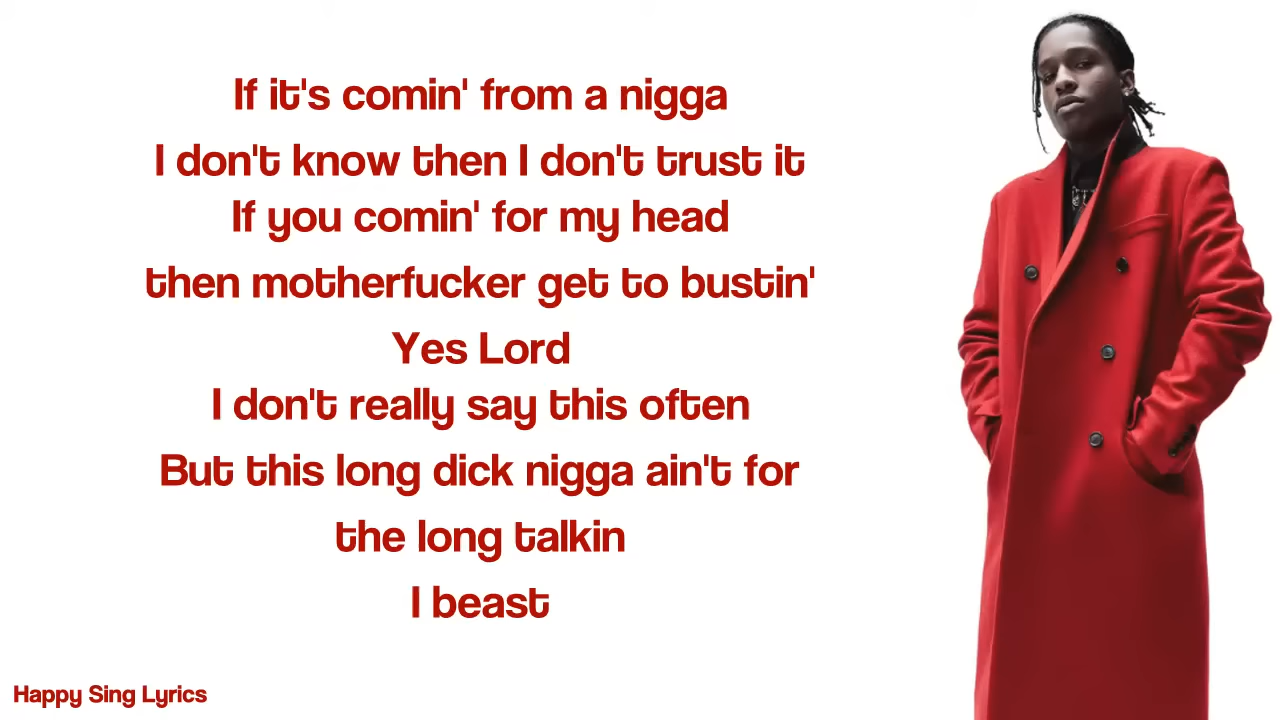 If it's comin' from a nigga
I don't know then I don't trust it
If you comin' for my head
then motherfucker get to bustin'
Yes Lord
I don't really say this often
But this long dick nigga ain't for
the long talkin
I beast
Happy Sing Lyrics